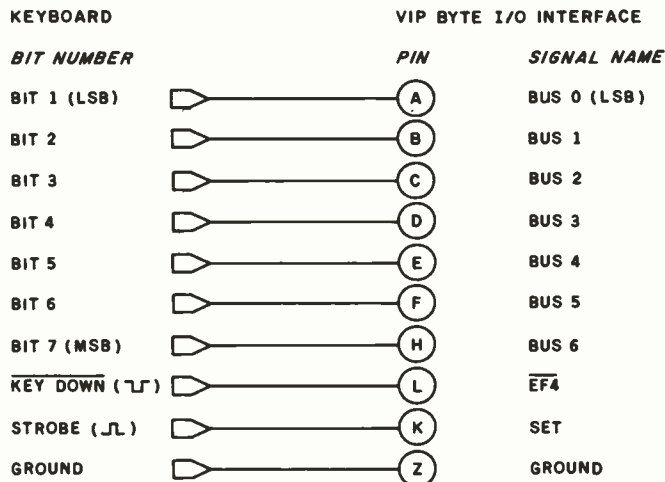 KEYBOARD VIP BYTE I/O INTERFACE
BIT NUMBER PIN SIGNAL NAME
BIT 1 (LSB) A BUS 0 (LSB)
BIT 2 B BUS 1
BIT 3 C BUS 2
BIT 4 D BUS 3
BIT 5 E BUS 4
BIT 6 F BUS 5
BIT 7 (MSB) H BUS 6
KEY DOWN ( ) L EF4
STROBE ( ) K SET
GROUND Z GROUND